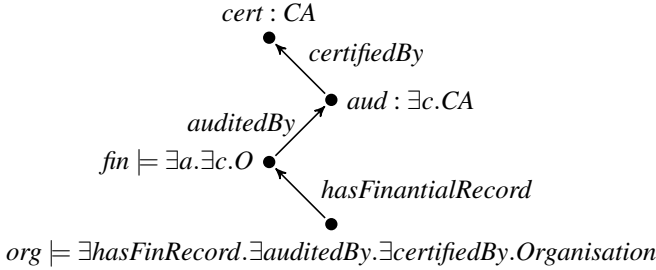 cert : CA
certifiedBy
aud : ∃c.CA
auditedBy
fin ⊨ ∃a.∃c.O
hasFinantialRecord
org ⊨ ∃hasFinRecord.∃auditedBy.∃certifiedBy.Organisation